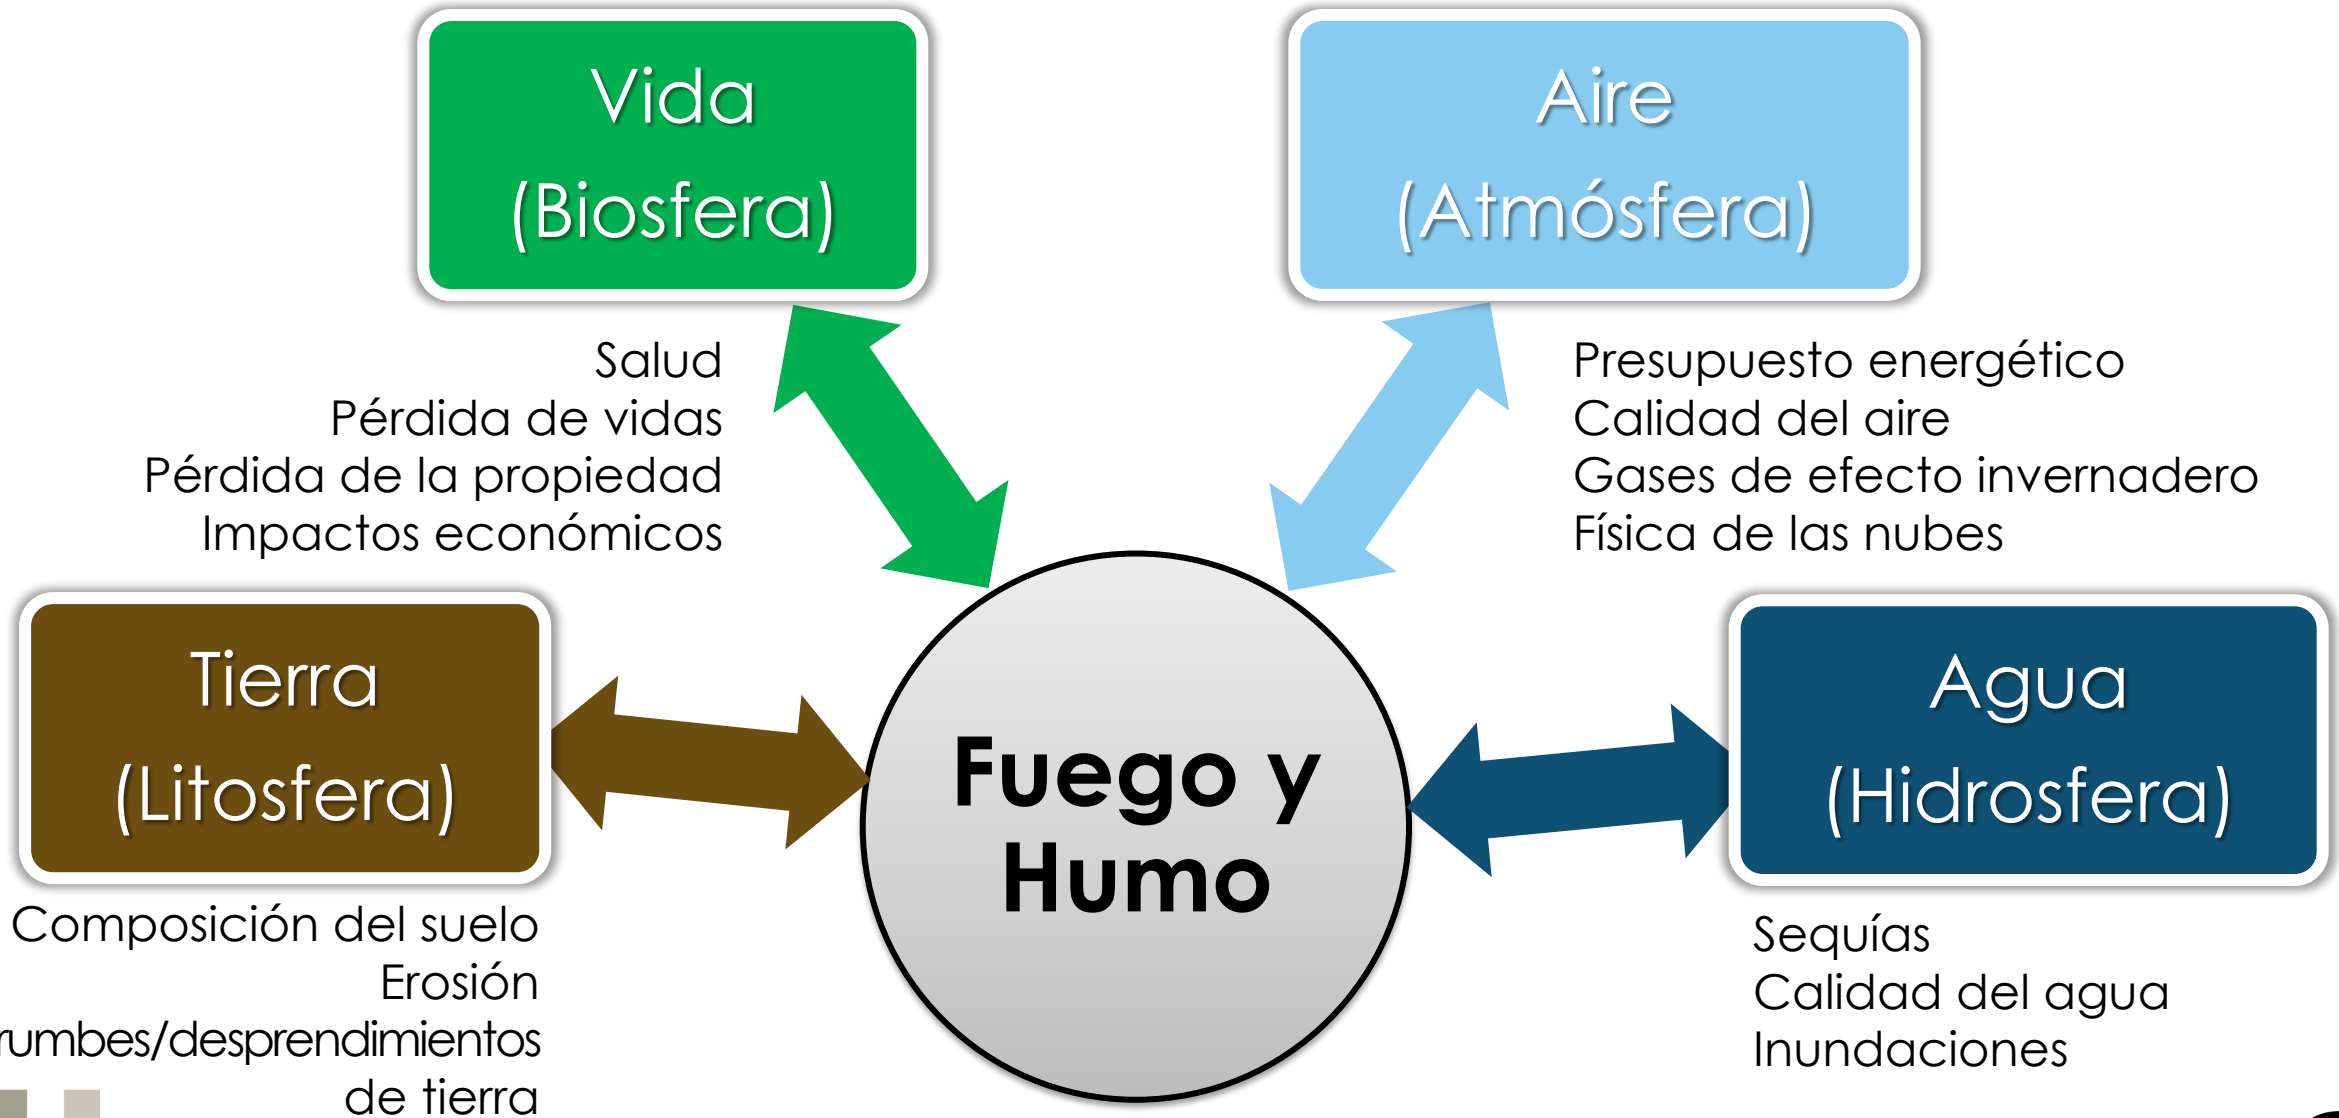 Vida
(Biosfera)
Aire
(Atmósfera)
Salud
Pérdida de vidas
Pérdida de la propiedad
Impactos económicos
Presupuesto energético
Calidad del aire
Gases de efecto invernadero
Física de las nubes
Tierra
(Litosfera)
Fuego y
Humo
Agua
(Hidrosfera)
Composición del suelo
Erosión
rumbes/desprendimientos
de tierra
Sequías
Calidad del agua
Inundaciones